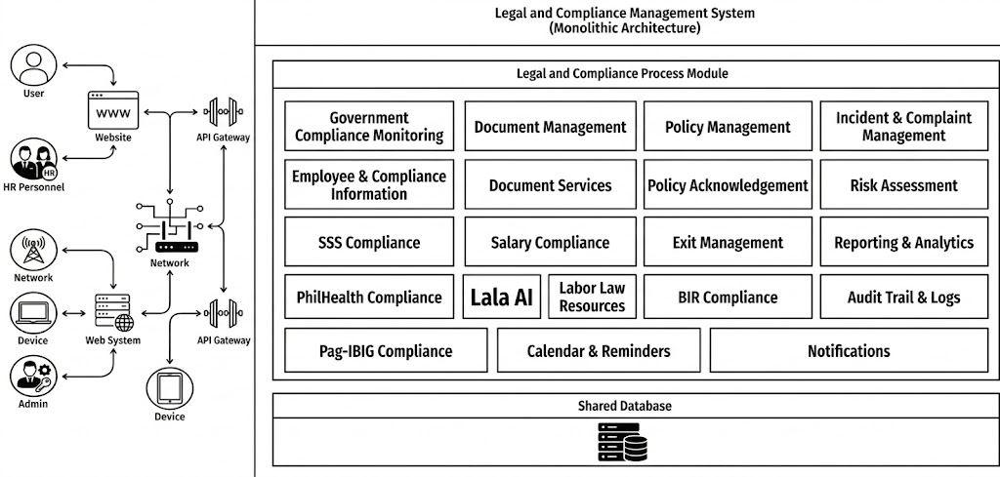 Legal and Compliance Management System
(Monolithic Architecture)
User
WWW
Website
API Gateway
HR
HR Personnel
Network
Network
Device
Web System
API Gateway
Admin
Device
Legal and Compliance Process Module
Government
Compliance Monitoring
Document Management
Policy Management
Incident & Complaint
Management
Employee & Compliance
Information
Document Services
Policy Acknowledgement
Risk Assessment
SSS Compliance
Salary Compliance
Exit Management
Reporting & Analytics
PhilHealth Compliance
Lala AI
Labor Law
Resources
BIR Compliance
Audit Trail & Logs
Pag-IBIG Compliance
Calendar & Reminders
Notifications
Shared Database